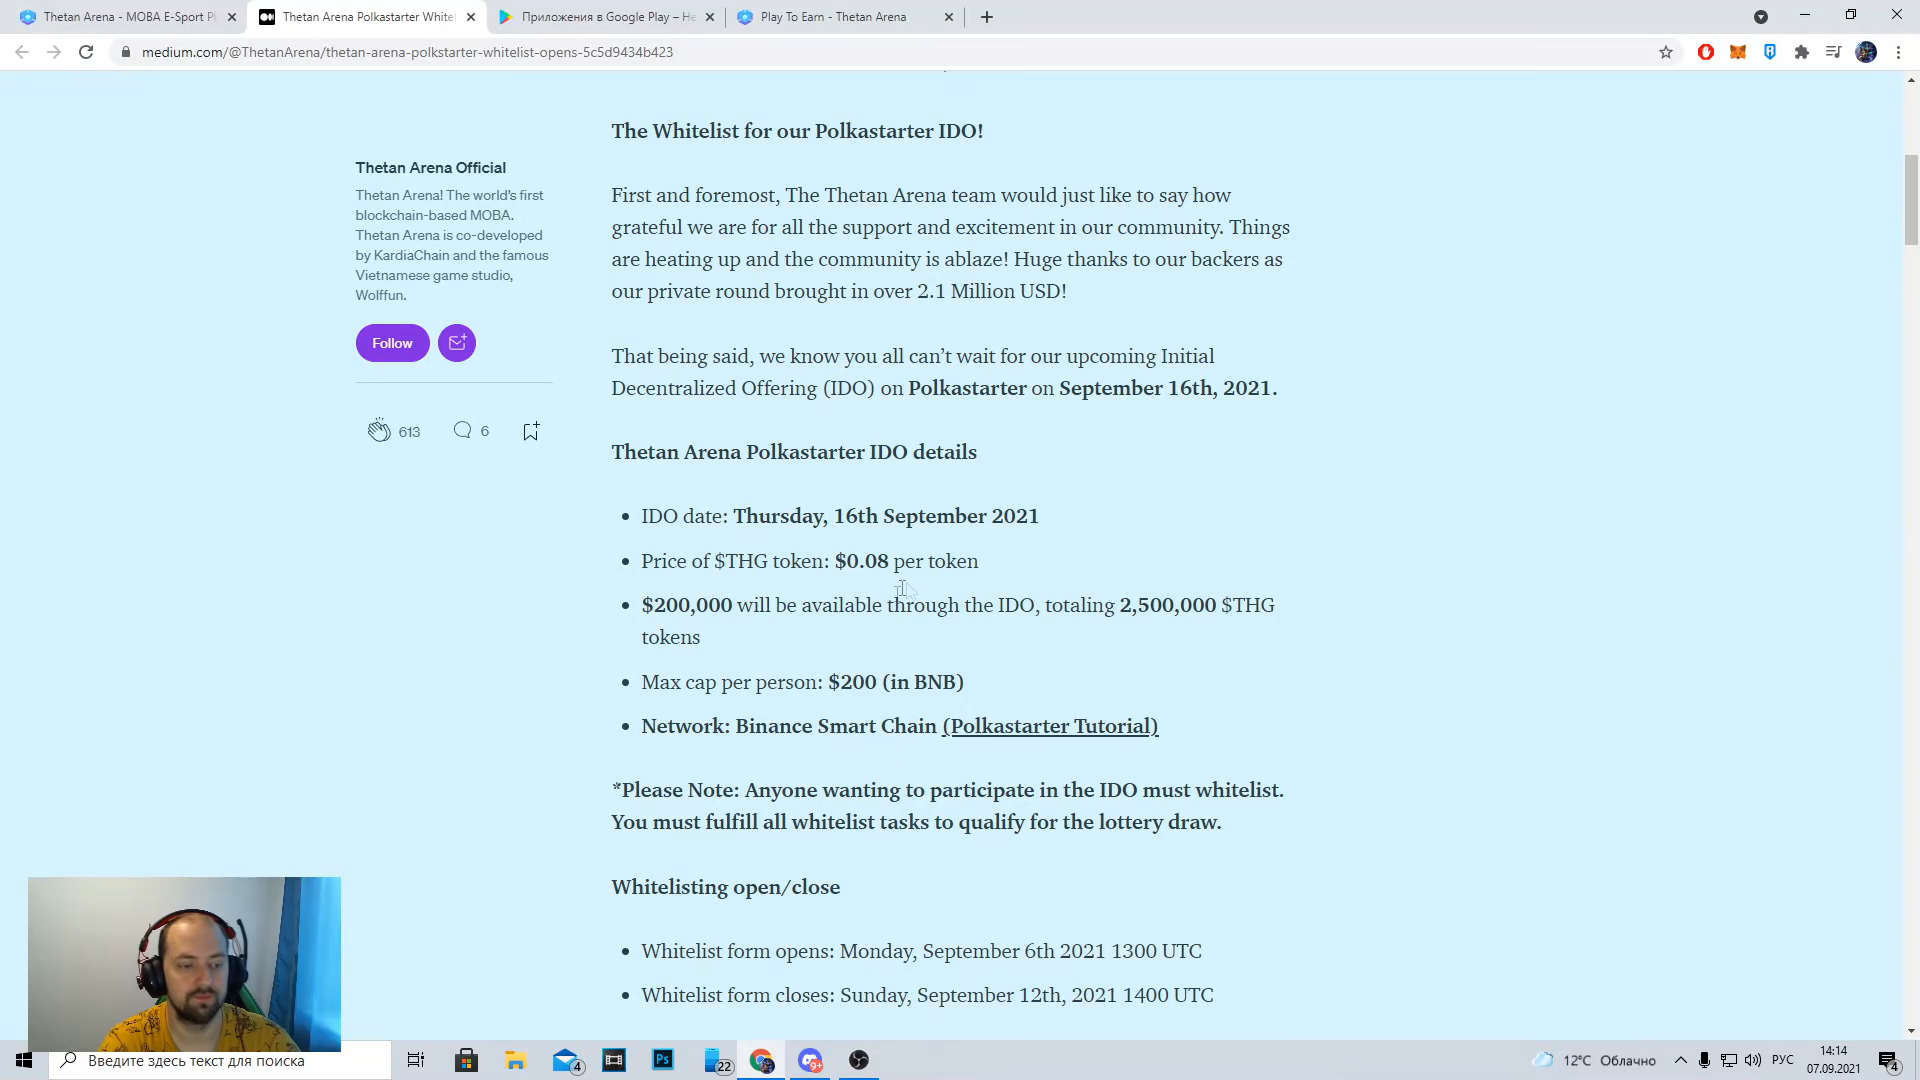 Thetan Arena - MOBA E-Sport Pl
Thetan Arena Polkastarter Whitel
Приложения в Google Play – Не
Play To Earn - Thetan Arena
medium.com/@ThetanArena/thetan-arena-polkstarter-whitelist-opens-5c5d9434b423
The Whitelist for our Polkastarter IDO!
Thetan Arena Official
Thetan Arena! The world's first
blockchain-based MOBA.
Thetan Arena is co-developed
by KardiaChain and the famous
Vietnamese game studio,
Wolffun.
Follow
613
6
First and foremost, The Thetan Arena team would just like to say how
grateful we are for all the support and excitement in our community. Things
are heating up and the community is ablaze! Huge thanks to our backers as
our private round brought in over 2.1 Million USD!
That being said, we know you all can’t wait for our upcoming Initial
Decentralized Offering (IDO) on Polkastarter on September 16th, 2021.
Thetan Arena Polkastarter IDO details
• IDO date: Thursday, 16th September 2021
• Price of $THG token: $0.08 per token
• $200,000 will be available through the IDO, totaling 2,500,000 $THG
tokens
• Max cap per person: $200 (in BNB)
• Network: Binance Smart Chain (Polkastarter Tutorial)
*Please Note: Anyone wanting to participate in the IDO must whitelist.
You must fulfill all whitelist tasks to qualify for the lottery draw.
Whitelisting open/close
• Whitelist form opens: Monday, September 6th 2021 1300 UTC
• Whitelist form closes: Sunday, September 12th, 2021 1400 UTC
Введите здесь текст для поиска
4
Ps
22
9+
12°C Облачно
РУС
14:14
07.09.2021
4